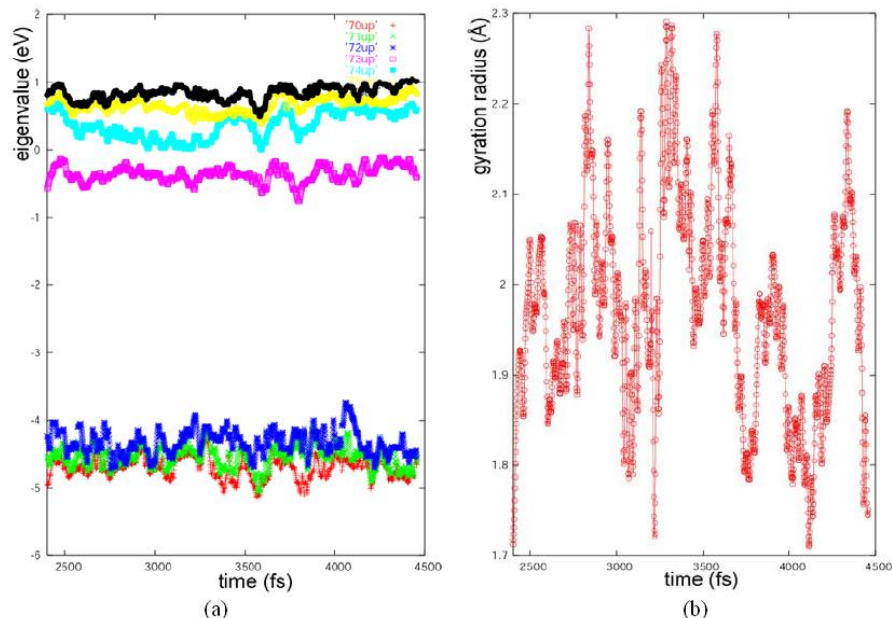 (a)
(b)
eigenvalue (eV)
2
1
0
-1
-2
-3
-4
-5
-6
'70up'
'71up'
'72up'
'73up'
'74up'
2500 3000 3500 4000 4500
time (fs)
(a)
gyration radius (Å)
2.3
2.2
2.1
2
1.9
1.8
1.7
2500 3000 3500 4000 4500
time (fs)
(b)